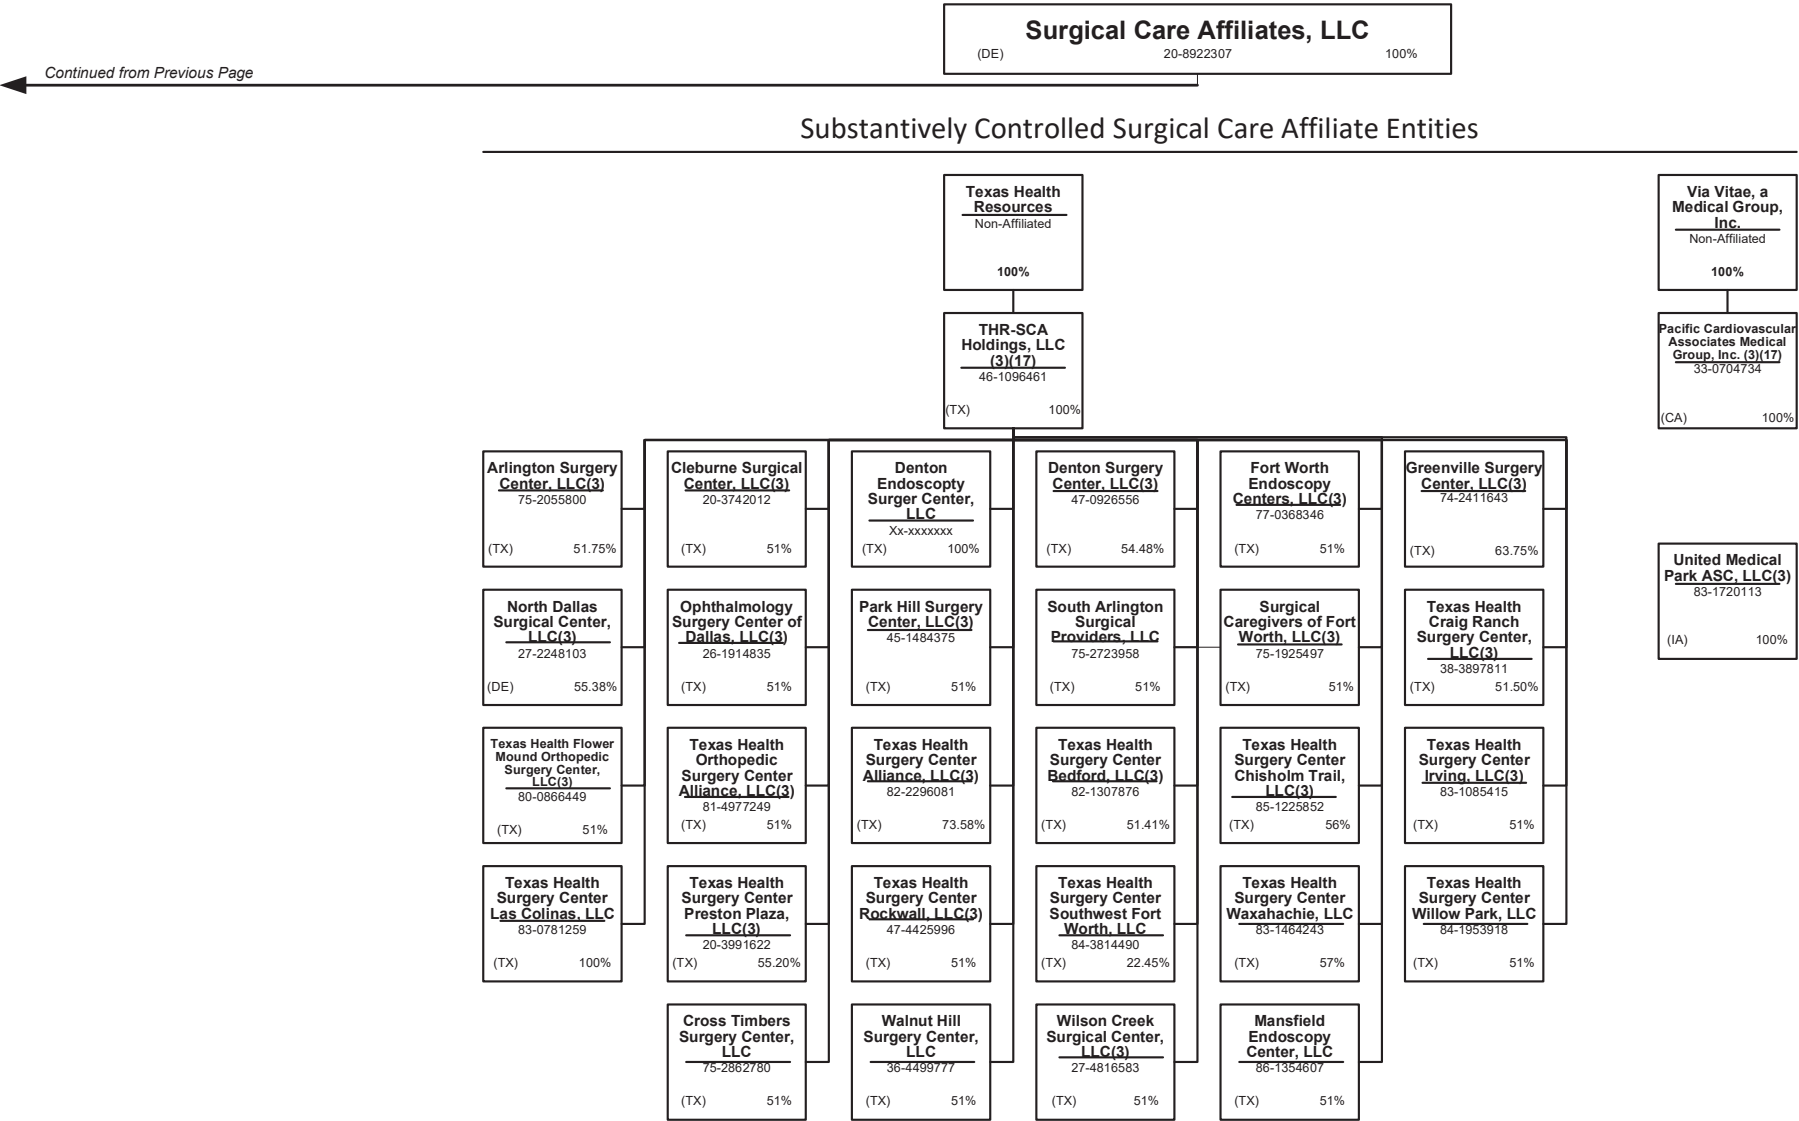 Surgical Care Affiliates, LLC
(DE) 20-8922307 100%
Continued from Previous Page
Substantively Controlled Surgical Care Affiliate Entities
Texas Health
Resources
Non-Affiliated
100%
Via Vitae, a
Medical Group,
Inc.
Non-Affiliated
100%
THR-SCA
Holdings, LLC
(3)(17)
46-1096461
(TX) 100%
Pacific Cardiovascular
Associates Medical
Group, Inc. (3)(17)
33-0704734
(CA) 100%
Arlington Surgery
Center, LLC(3)
75-2055800
(TX) 51.75%
Cleburne Surgical
Center, LLC(3)
20-3742012
(TX) 51%
Denton
Endoscopty
Surger Center,
LLC
Xx-xxxxxxx
(TX) 100%
Denton Surgery
Center, LLC(3)
47-0926556
(TX) 54.48%
Fort Worth
Endoscopy
Centers, LLC(3)
77-0368346
(TX) 51%
Greenville Surgery
Center, LLC(3)
74-2411643
(TX) 63.75%
United Medical
Park ASC, LLC(3)
83-1720113
(IA) 100%
North Dallas
Surgical Center,
LLC(3)
27-2248103
(DE) 55.38%
Ophthalmology
Surgery Center of
Dallas, LLC(3)
26-1914835
(TX) 51%
Park Hill Surgery
Center, LLC(3)
45-1484375
(TX) 51%
South Arlington
Surgical
Providers, LLC
75-2723958
(TX) 51%
Surgical
Caregivers of Fort
Worth, LLC(3)
75-1925497
(TX) 51%
Texas Health
Craig Ranch
Surgery Center,
LLC(3)
38-3897811
(TX) 51.50%
Texas Health Flower
Mound Orthopedic
Surgery Center,
LLC(3)
80-0866449
(TX) 51%
Texas Health
Orthopedic
Surgery Center
Alliance, LLC(3)
81-4977249
(TX) 51%
Texas Health
Surgery Center
Alliance, LLC(3)
82-2296081
(TX) 73.58%
Texas Health
Surgery Center
Bedford, LLC(3)
82-1307876
(TX) 51.41%
Texas Health
Surgery Center
Chisholm Trail,
LLC(3)
85-1225852
(TX) 56%
Texas Health
Surgery Center
Irving, LLC(3)
83-1085415
(TX) 51%
Texas Health
Surgery Center
Las Colinas, LLC
83-0781259
(TX) 100%
Texas Health
Surgery Center
Preston Plaza,
LLC(3)
20-3991622
(TX) 55.20%
Texas Health
Surgery Center
Rockwall, LLC(3)
47-4425996
(TX) 51%
Texas Health
Surgery Center
Southwest Fort
Worth, LLC
84-3814490
(TX) 22.45%
Texas Health
Surgery Center
Waxahachie, LLC
83-1464243
(TX) 57%
Texas Health
Surgery Center
Willow Park, LLC
84-1953918
(TX) 51%
Cross Timbers
Surgery Center,
LLC
75-2862780
(TX) 51%
Walnut Hill
Surgery Center,
LLC
36-4499777
(TX) 51%
Wilson Creek
Surgical Center,
LLC(3)
27-4816583
(TX) 51%
Mansfield
Endoscopy
Center, LLC
86-1354607
(TX) 51%